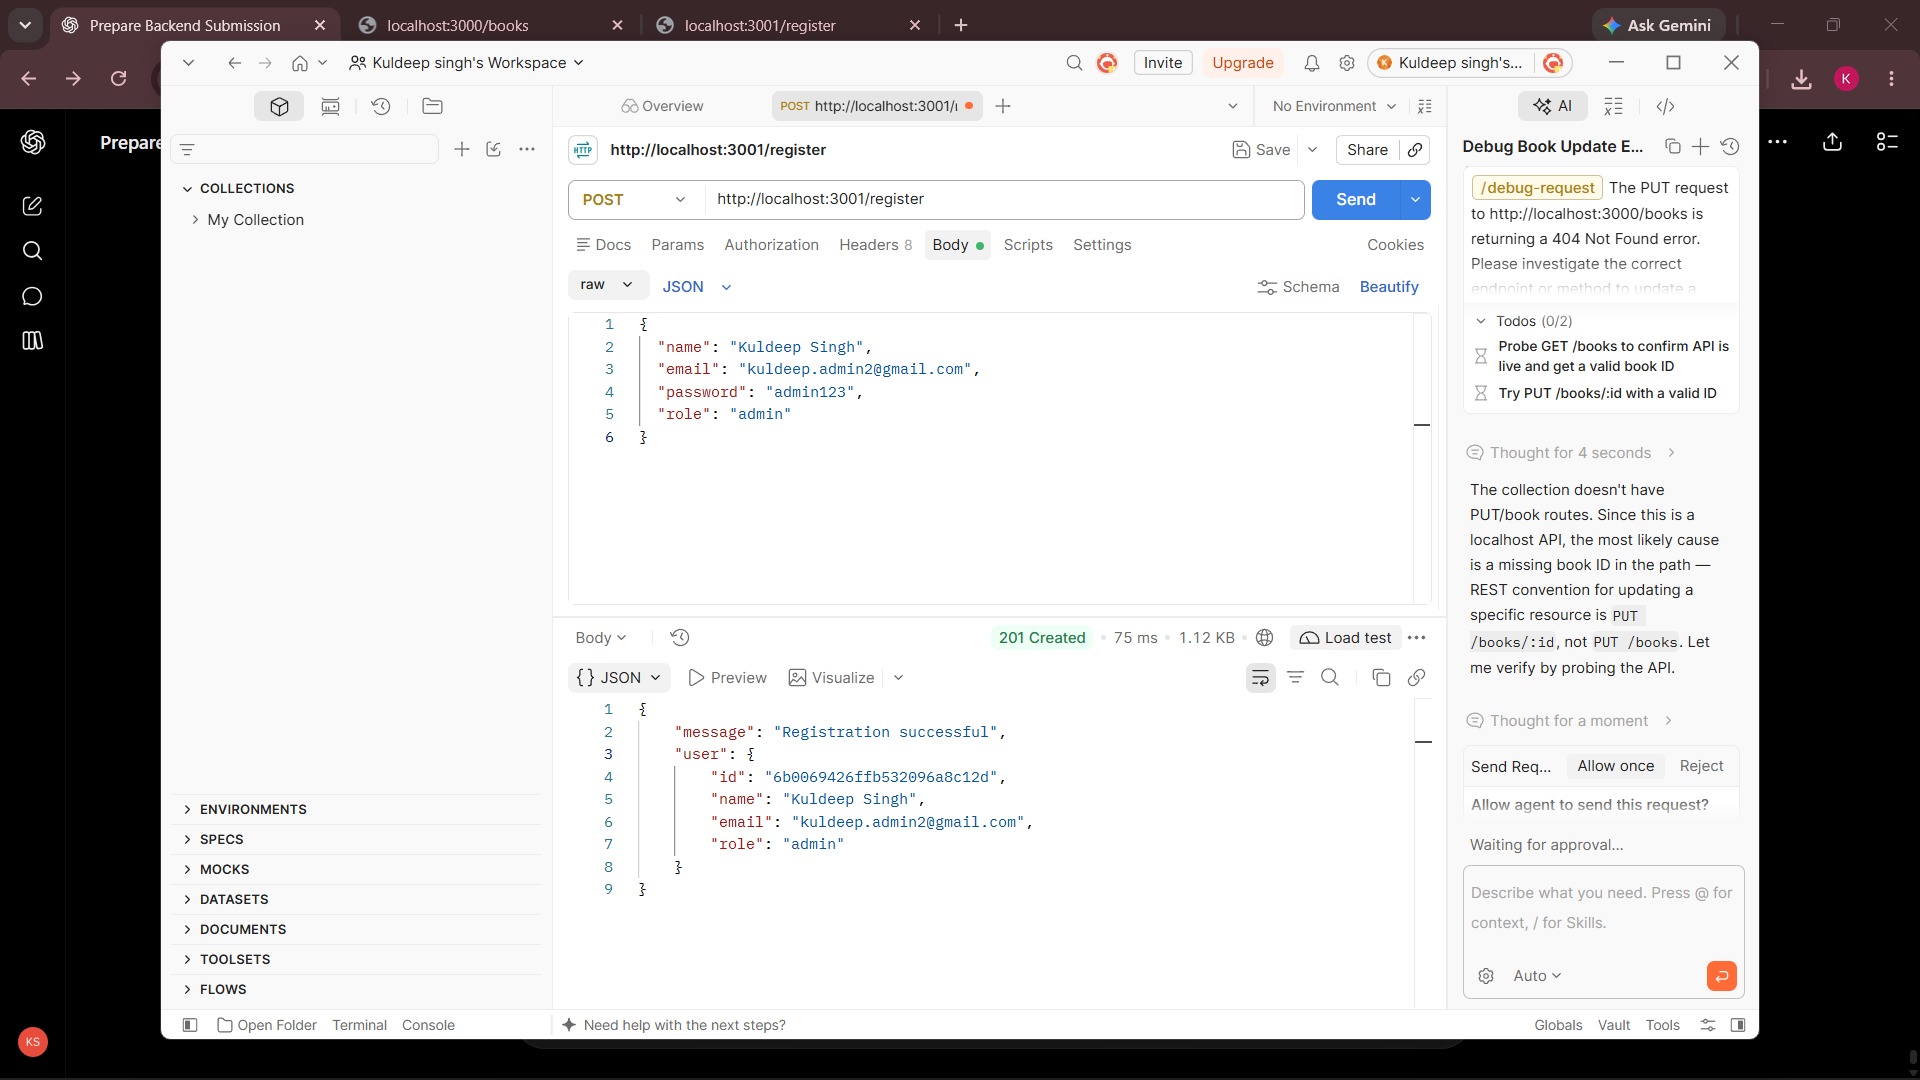 Prepare Backend Submission
localhost:3000/books
localhost:3001/register
Ask Gemini
K
Prepare
KS
Kuldeep singh's Workspace
Invite
Upgrade
Kuldeep singh's...
COLLECTIONS
My Collection
ENVIRONMENTS
SPECS
MOCKS
DATASETS
DOCUMENTS
TOOLSETS
FLOWS
Overview
POST http://localhost:3001/r
No Environment
HTTP http://localhost:3001/register
Save
Share
POST
http://localhost:3001/register
Send
Docs
Params
Authorization
Headers 8
Body
Scripts
Settings
Cookies
raw
JSON
Schema
Beautify
1 {
2 "name": "Kuldeep Singh",
3 "email": "kuldeep.admin2@gmail.com",
4 "password": "admin123",
5 "role": "admin"
6 }
Body
201 Created • 75 ms • 1.12 KB
Load test
{} JSON
Preview
Visualize
1 {
2 "message": "Registration successful",
3 "user": {
4 "id": "6b0069426ffb532096a8c12d",
5 "name": "Kuldeep Singh",
6 "email": "kuldeep.admin2@gmail.com",
7 "role": "admin"
8 }
9 }
AI
Debug Book Update E...
/debug-request The PUT request
to http://localhost:3000/books is
returning a 404 Not Found error.
Please investigate the correct
endpoint or method to update a
Todos (0/2)
Probe GET /books to confirm API is
live and get a valid book ID
Try PUT /books/:id with a valid ID
Thought for 4 seconds
The collection doesn't have
PUT/book routes. Since this is a
localhost API, the most likely cause
is a missing book ID in the path —
REST convention for updating a
specific resource is PUT
/books/:id, not PUT /books. Let
me verify by probing the API.
Thought for a moment
Send Req...
Allow once
Reject
Allow agent to send this request?
Waiting for approval...
Describe what you need. Press @ for
context, / for Skills.
Auto
Open Folder
Terminal
Console
Need help with the next steps?
Globals
Vault
Tools